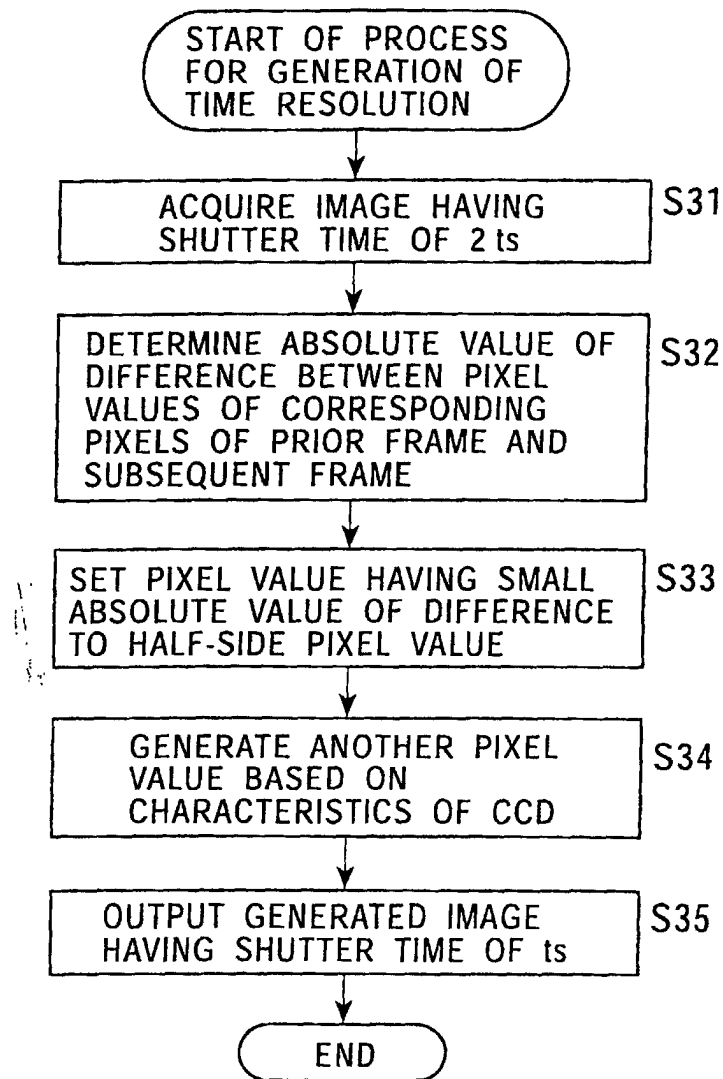 START OF PROCESS
FOR GENERATION OF
TIME RESOLUTION
S31
ACQUIRE IMAGE HAVING
SHUTTER TIME OF 2 ts
S32
DETERMINE ABSOLUTE VALUE OF
DIFFERENCE BETWEEN PIXEL
VALUES OF CORRESPONDING
PIXELS OF PRIOR FRAME AND
SUBSEQUENT FRAME
S33
SET PIXEL VALUE HAVING SMALL
ABSOLUTE VALUE OF DIFFERENCE
TO HALF-SIDE PIXEL VALUE
S34
GENERATE ANOTHER PIXEL
VALUE BASED ON
CHARACTERISTICS OF CCD
S35
OUTPUT GENERATED IMAGE
HAVING SHUTTER TIME OF ts
END